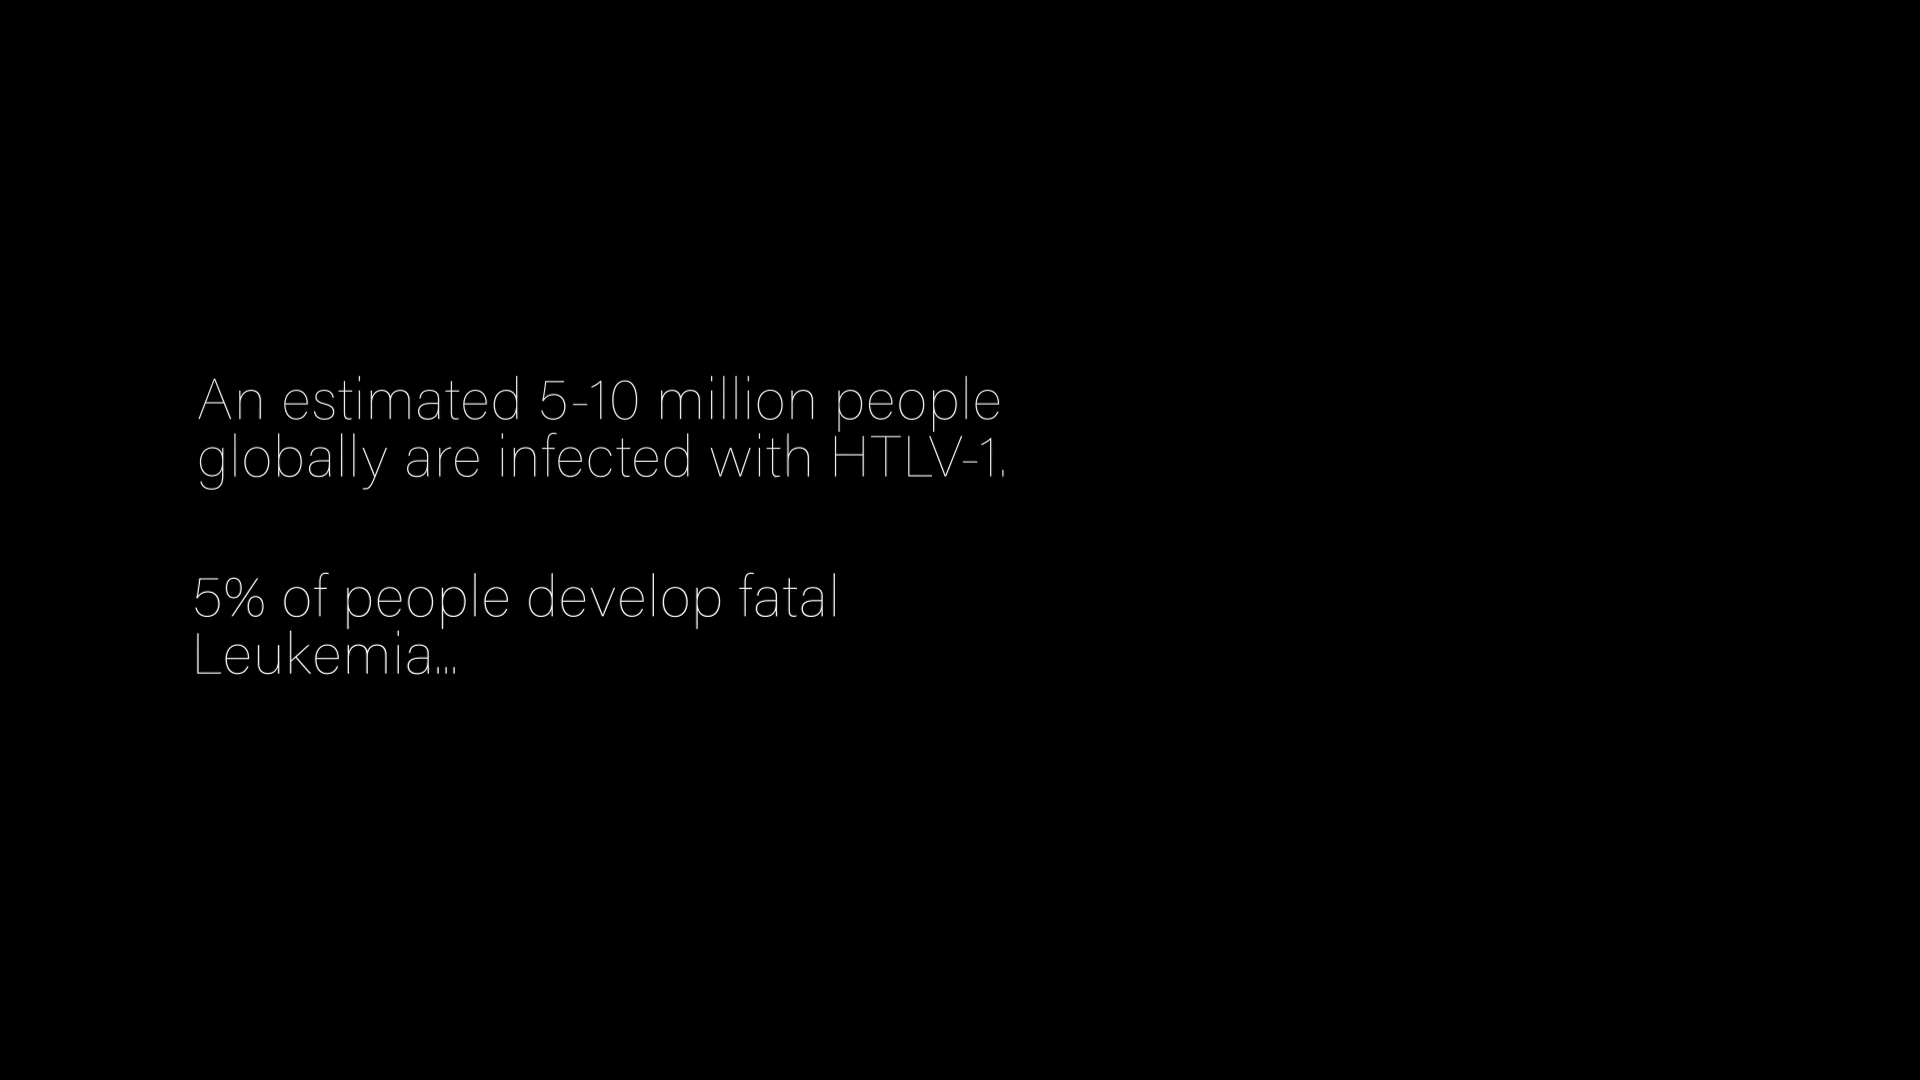 An estimated 5-10 million people
globally are infected with HTLV-1.
5% of people develop fatal
Leukemia...